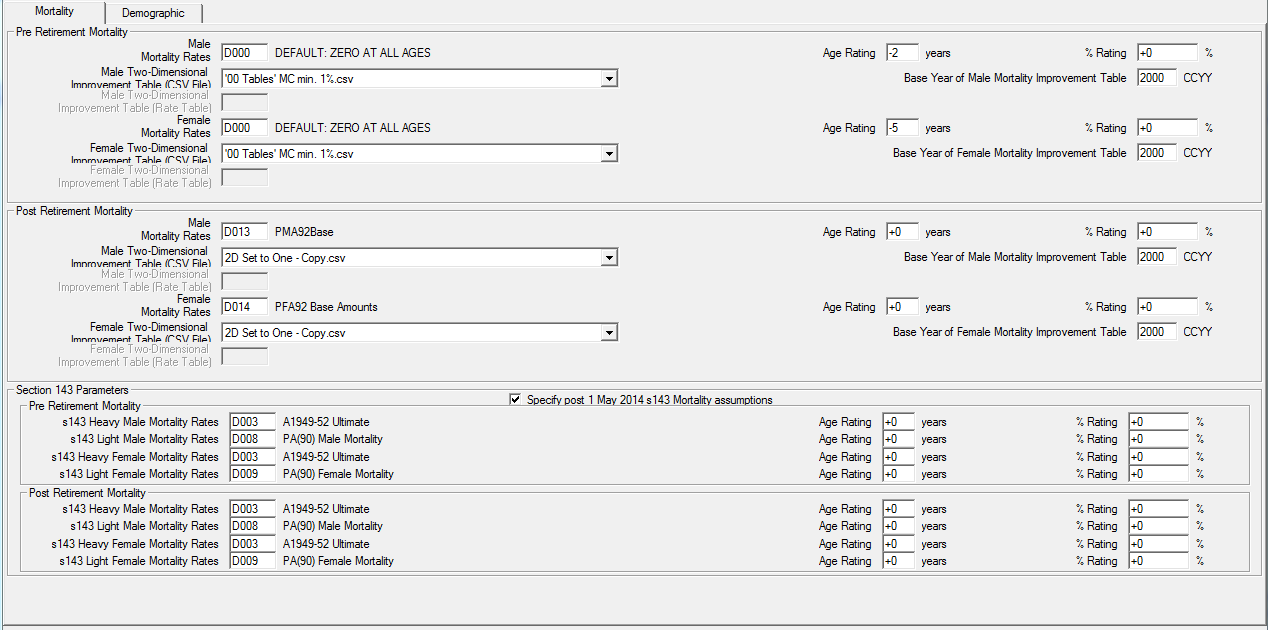 Mortality Demographic
Pre Retirement Mortality
Male
Mortality Rates D000 DEFAULT: ZERO AT ALL AGES Age Rating -2 years % Rating +0 %
Male Two-Dimensional
Improvement Table (CSV File) '00 Tables' MC min. 1%.csv Base Year of Male Mortality Improvement Table 2000 CCYY
Male Two-Dimensional
Improvement Table (Rate Table)
Female
Mortality Rates D000 DEFAULT: ZERO AT ALL AGES Age Rating -5 years % Rating +0 %
Female Two-Dimensional
Improvement Table (CSV File) '00 Tables' MC min. 1%.csv Base Year of Female Mortality Improvement Table 2000 CCYY
Female Two-Dimensional
Improvement Table (Rate Table)
Post Retirement Mortality
Male
Mortality Rates D013 PMA92Base Age Rating +0 years % Rating +0 %
Male Two-Dimensional
Improvement Table (CSV File) 2D Set to One - Copy.csv Base Year of Male Mortality Improvement Table 2000 CCYY
Male Two-Dimensional
Improvement Table (Rate Table)
Female
Mortality Rates D014 PFA92 Base Amounts Age Rating +0 years % Rating +0 %
Female Two-Dimensional
Improvement Table (CSV File) 2D Set to One - Copy.csv Base Year of Female Mortality Improvement Table 2000 CCYY
Female Two-Dimensional
Improvement Table (Rate Table)
Section 143 Parameters
Specify post 1 May 2014 s143 Mortality assumptions
Pre Retirement Mortality
s143 Heavy Male Mortality Rates D003 A1949-52 Ultimate Age Rating +0 years % Rating +0 %
s143 Light Male Mortality Rates D008 PA(90) Male Mortality Age Rating +0 years % Rating +0 %
s143 Heavy Female Mortality Rates D003 A1949-52 Ultimate Age Rating +0 years % Rating +0 %
s143 Light Female Mortality Rates D009 PA(90) Female Mortality Age Rating +0 years % Rating +0 %
Post Retirement Mortality
s143 Heavy Male Mortality Rates D003 A1949-52 Ultimate Age Rating +0 years % Rating +0 %
s143 Light Male Mortality Rates D008 PA(90) Male Mortality Age Rating +0 years % Rating +0 %
s143 Heavy Female Mortality Rates D003 A1949-52 Ultimate Age Rating +0 years % Rating +0 %
s143 Light Female Mortality Rates D009 PA(90) Female Mortality Age Rating +0 years % Rating +0 %